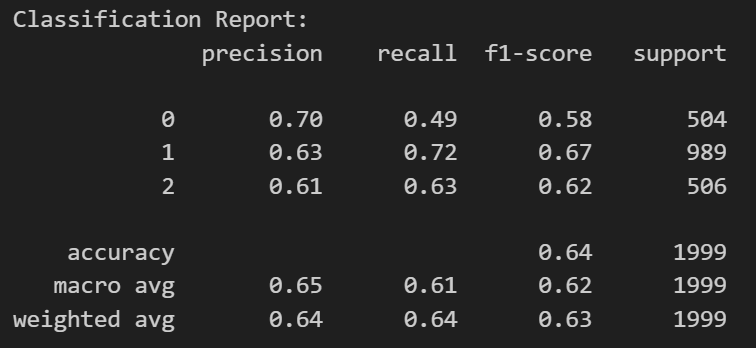 Classification Report:
precision recall f1-score support
0 0.70 0.49 0.58 504
1 0.63 0.72 0.67 989
2 0.61 0.63 0.62 506
accuracy 0.64 1999
macro avg 0.65 0.61 0.62 1999
weighted avg 0.64 0.64 0.63 1999